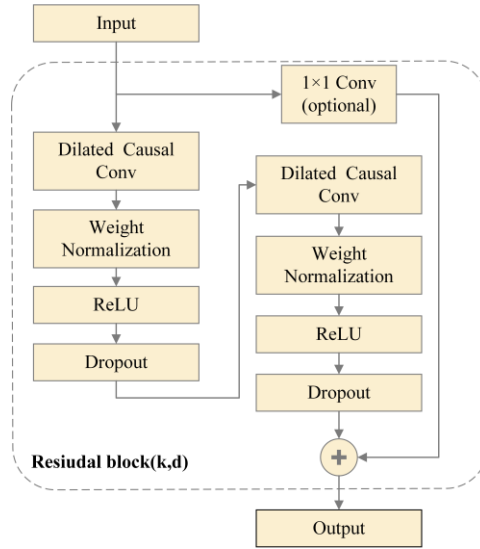 Input
1×1 Conv
(optional)
Dilated Causal
Conv
Weight
Normalization
ReLU
Dropout
Dilated Causal
Conv
Weight
Normalization
ReLU
Dropout
+
Resiudal block(k,d)
Output